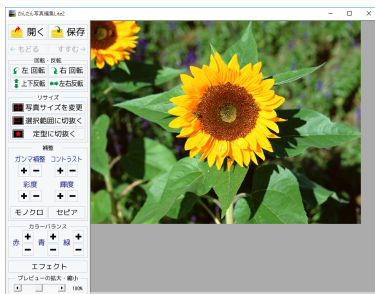 かんたん写真編集Lite2
開く 保存
←もどる すすむ→
回転・反転
左 回転 右 回転
上下反転 左右反転
リサイズ
写真サイズを変更
選択範囲に切抜く
定型に切抜く
補整
ガンマ補整 コントラスト
+ − + −
彩度 輝度
+ − + −
モノクロ セピア
カラーバランス
赤 + − 青 + − 緑 + −
エフェクト
プレビューの拡大・縮小
100%